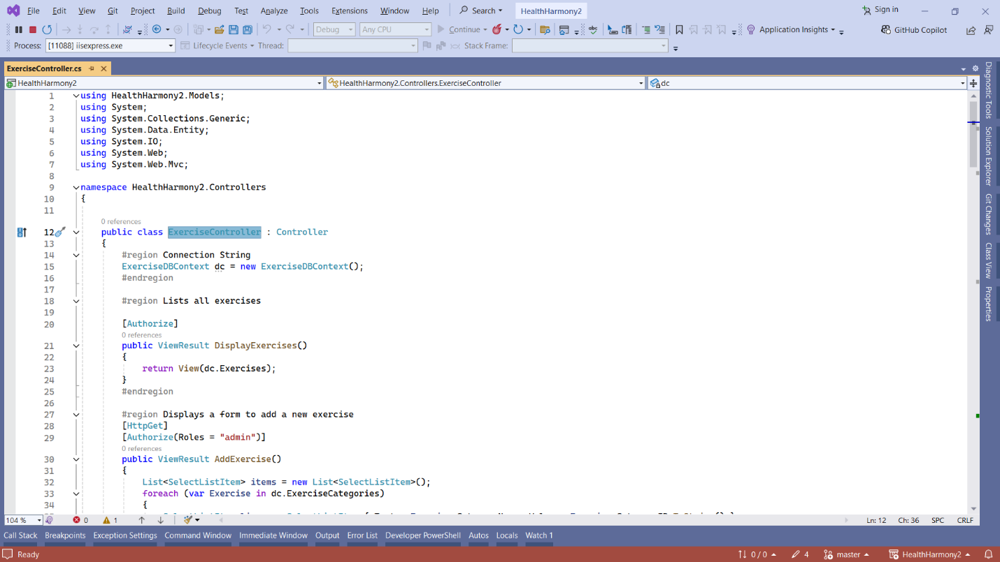 File Edit View Git Project Build Debug Test Analyze Tools Extensions Window Help Search HealthHarmony2 Sign in
Debug Any CPU Continue Application Insights GitHub Copilot
Process: [11088] iisexpress.exe Lifecycle Events Thread: Stack Frame:
ExerciseController.cs
HealthHarmony2 HealthHarmony2.Controllers.ExerciseController dc
1 using HealthHarmony2.Models;
2 using System;
3 using System.Collections.Generic;
4 using System.Data.Entity;
5 using System.IO;
6 using System.Web;
7 using System.Web.Mvc;
8
9 namespace HealthHarmony2.Controllers
10 {
11
0 references
12 public class ExerciseController : Controller
13 {
14 #region Connection String
15 ExerciseDBContext dc = new ExerciseDBContext();
16 #endregion
17
18 #region Lists all exercises
19
20 [Authorize]
0 references
21 public ViewResult DisplayExercises()
22 {
23 return View(dc.Exercises);
24 }
25 #endregion
26
27 #region Displays a form to add a new exercise
28 [HttpGet]
29 [Authorize(Roles = "admin")]
0 references
30 public ViewResult AddExercise()
31 {
32 List<SelectListItem> items = new List<SelectListItem>();
33 foreach (var Exercise in dc.ExerciseCategories)
34 {
Diagnostic Tools
Solution Explorer
Git Changes
Class View
Properties
104 % 0 1 Ln: 12 Ch: 36 SPC CRLF
Call Stack Breakpoints Exception Settings Command Window Immediate Window Output Error List Developer PowerShell Autos Locals Watch 1
Ready 0 / 0 4 master HealthHarmony2